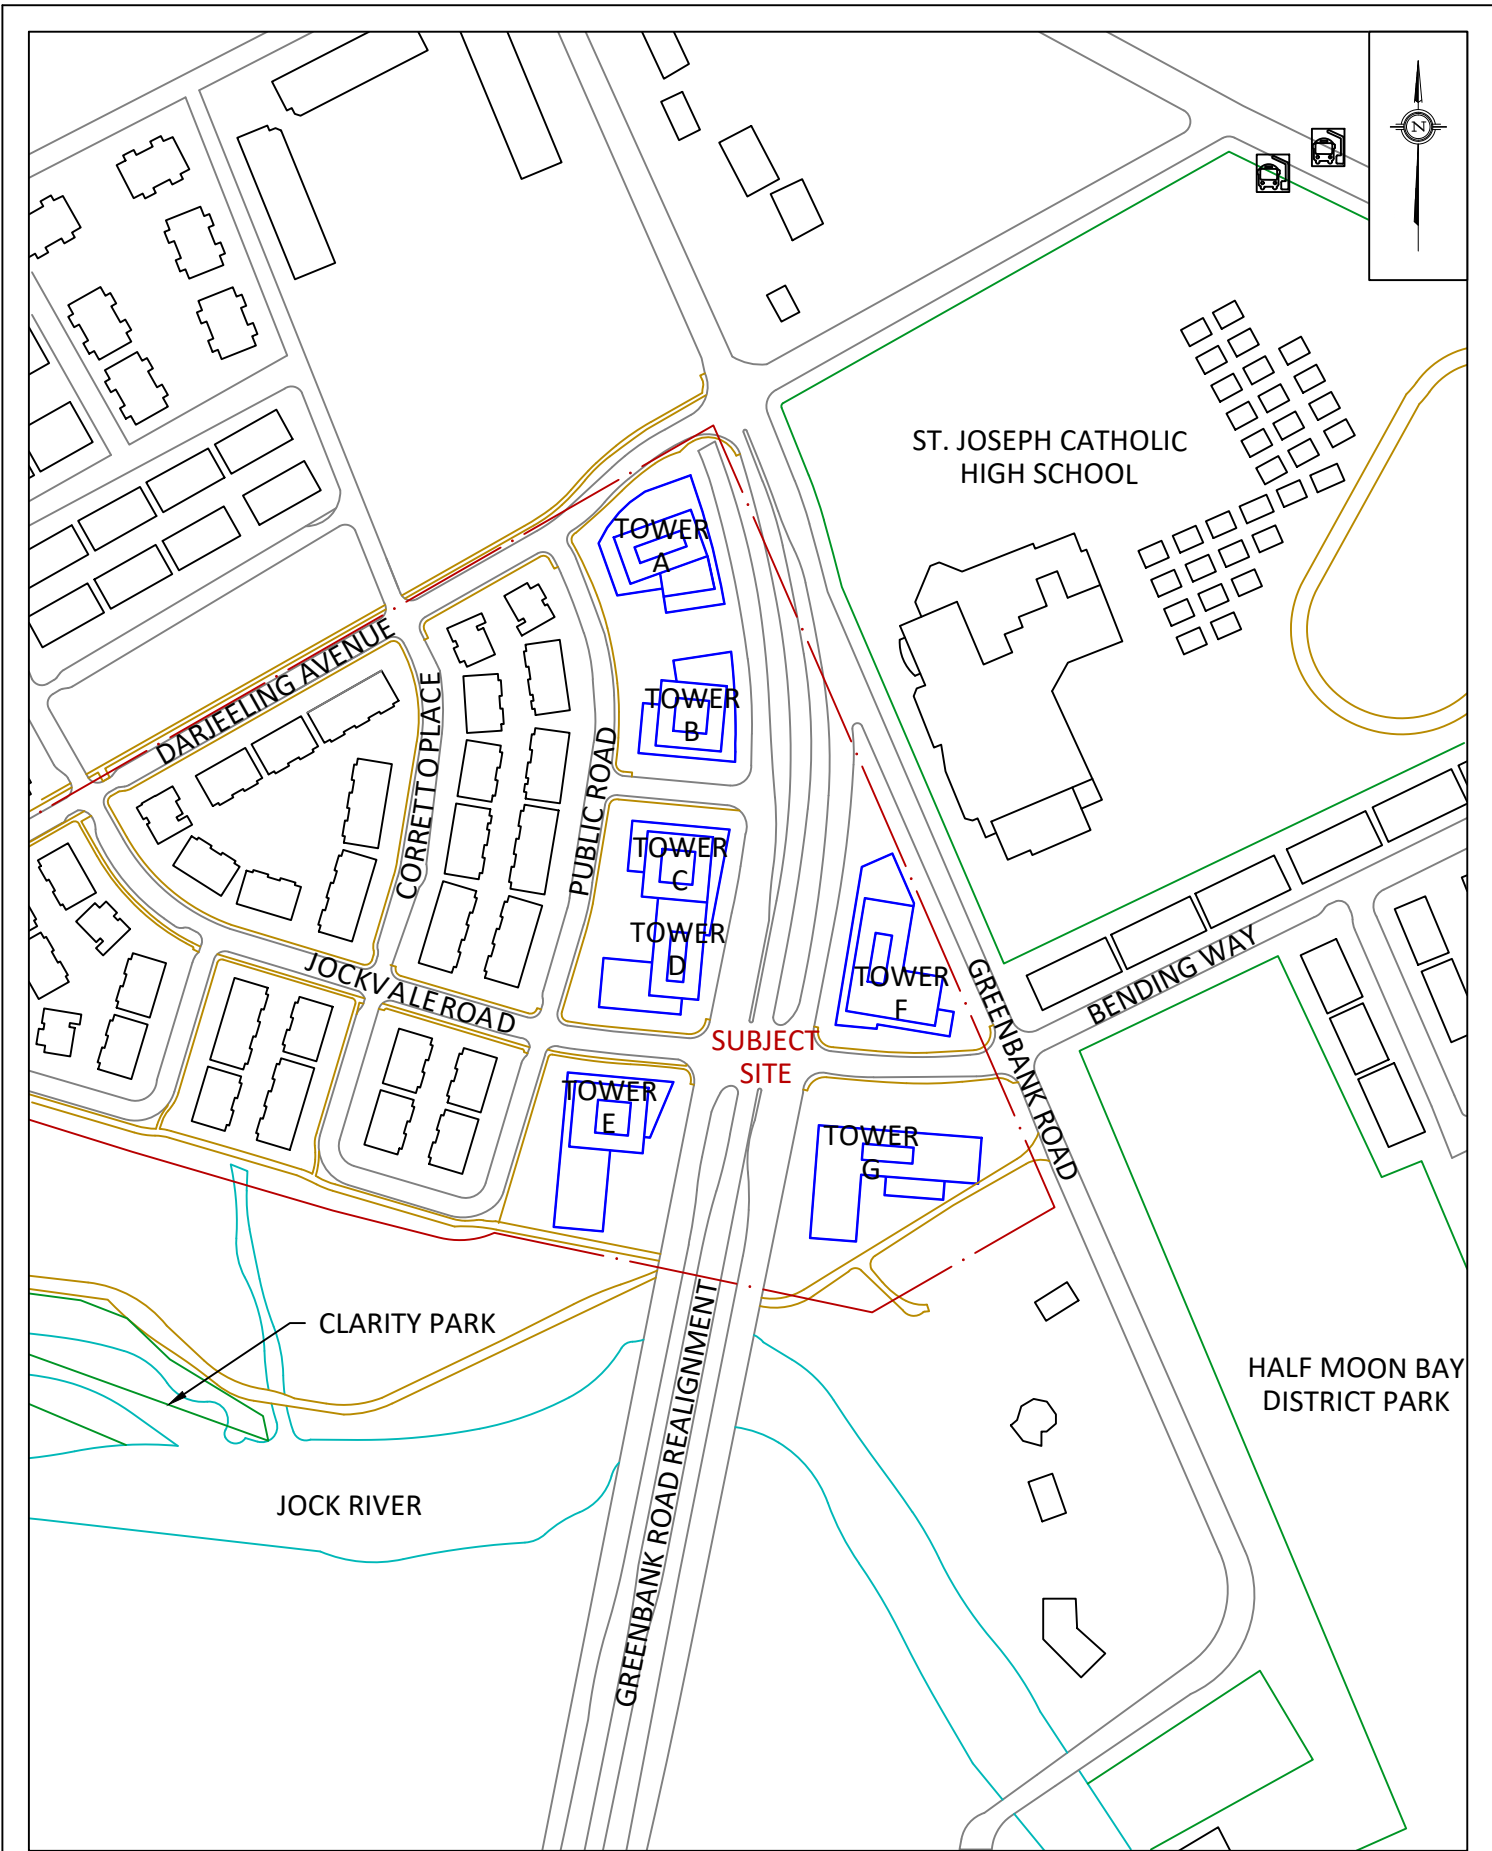 N
ST. JOSEPH CATHOLIC
HIGH SCHOOL
TOWER
A
DARJEELING AVENUE
CORRETTO PLACE
TOWER
B
PUBLIC ROAD
TOWER
C
TOWER
D
JOCKVALE ROAD
TOWER
F
GREENBANK ROAD
BENDING WAY
SUBJECT
SITE
TOWER
E
TOWER
G
CLARITY PARK
GREENBANK ROAD REALIGNMENT
HALF MOON BAY
DISTRICT PARK
JOCK RIVER